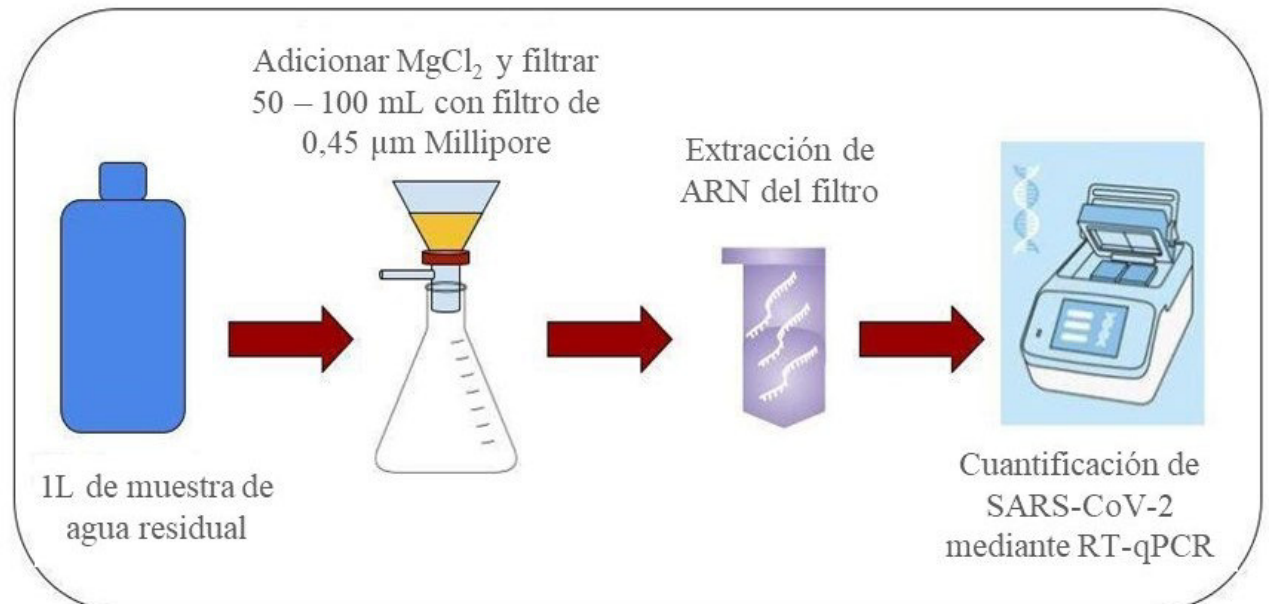 Adicionar MgCl₂ y filtrar
50 – 100 mL con filtro de
0,45 µm Millipore
Extracción de
ARN del filtro
1L de muestra de
agua residual
Cuantificación de
SARS-CoV-2
mediante RT-qPCR